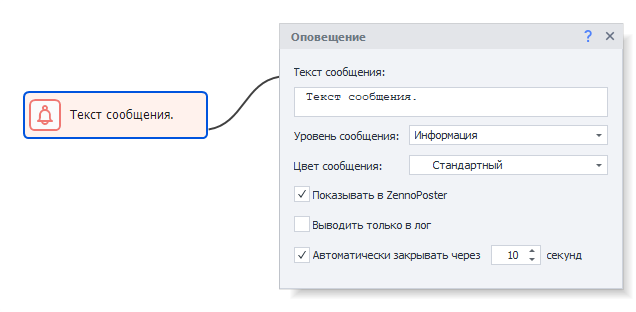 Оповещение
?
Текст сообщения:
Текст сообщения.
Текст сообщения.
Уровень сообщения: Информация
Цвет сообщения: Стандартный
Показывать в ZennoPoster
Выводить только в лог
Автоматически закрывать через 10 секунд